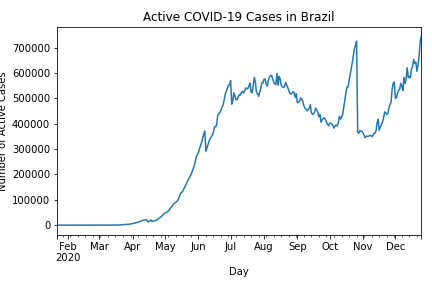 Active COVID-19 Cases in Brazil
Number of Active Cases
700000
600000
500000
400000
300000
200000
100000
0
Feb Mar Apr May Jun Jul Aug Sep Oct Nov Dec
2020
Day